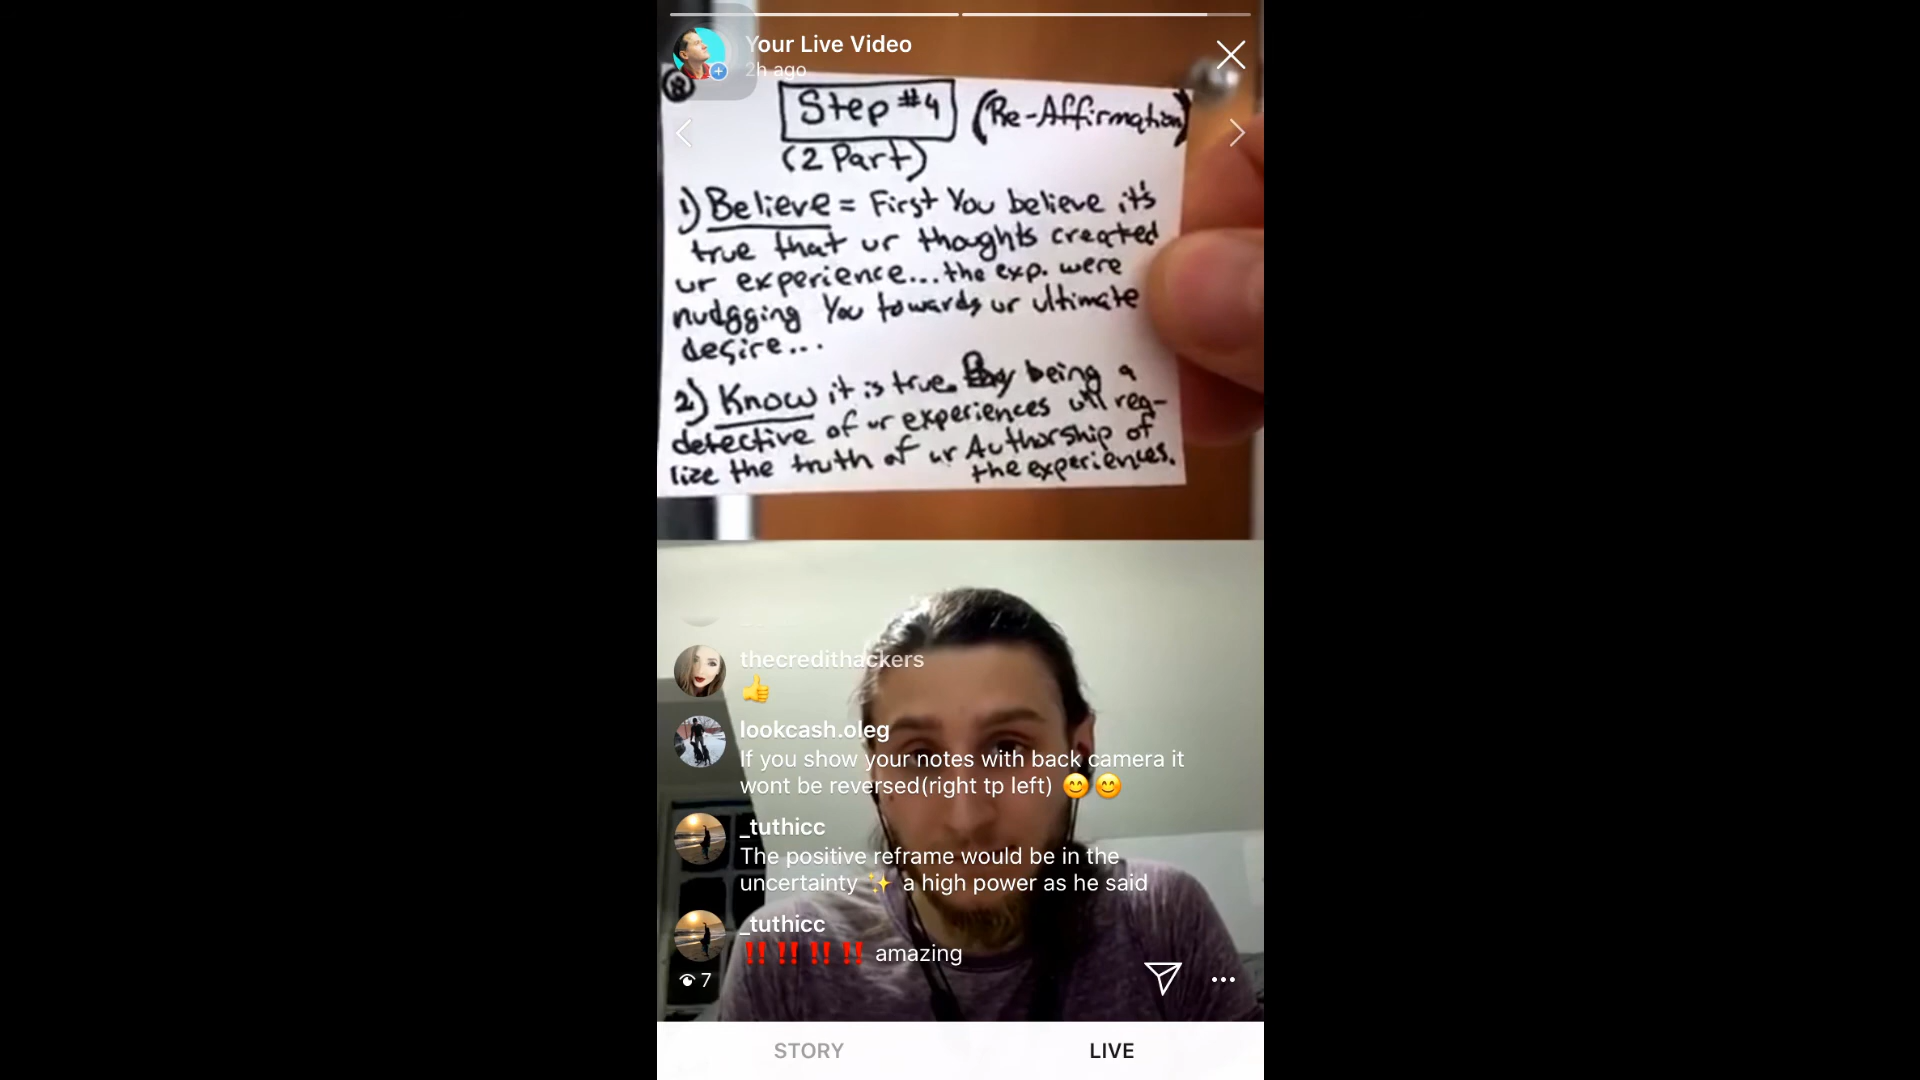 Your Live Video
2h ago
8
Step #4 (Re-Affirmation)
(2 Part)
1) Believe = First You believe it's
true that ur thoughts created
ur experience...the exp. were
nudgging You towards ur ultimate
desire...
2) Know it is true. By being a
detective of ur experiences u'll rea-
lize the truth of ur Authorship of
the experiences.
thecredithackers
👍
lookcash.oleg
If you show your notes with back camera it
wont be reversed(right tp left) 😊😊
_tuthicc
The positive reframe would be in the
uncertainty ✨ a high power as he said
_tuthicc
‼️‼️‼️‼️ amazing
7
STORY LIVE